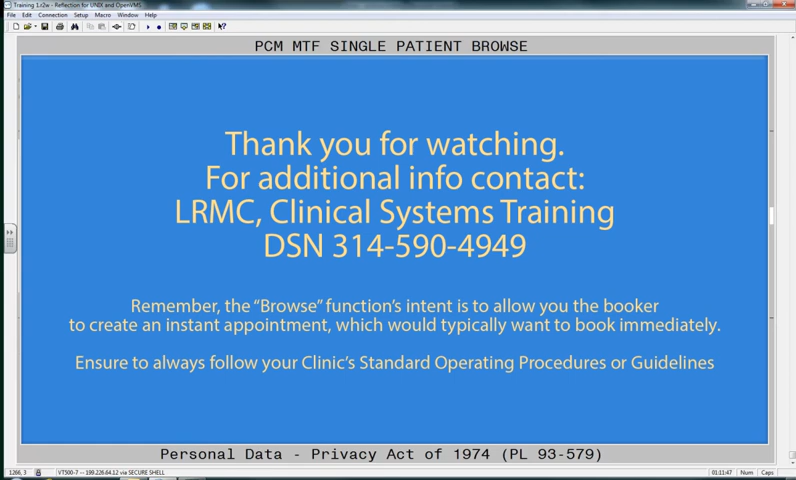 Training 1.r2w - Reflection for UNIX and OpenVMS
File Edit Connection Setup Macro Window Help
PCM MTF SINGLE PATIENT BROWSE
Thank you for watching.
For additional info contact:
LRMC, Clinical Systems Training
DSN 314-590-4949
Remember, the “Browse” function’s intent is to allow you the booker
to create an instant appointment, which would typically want to book immediately.
Ensure to always follow your Clinic’s Standard Operating Procedures or Guidelines
Personal Data - Privacy Act of 1974 (PL 93-579)
1266, 3 VT500-7 -- 199.226.64.12 via SECURE SHELL 01:11:47 Num Caps